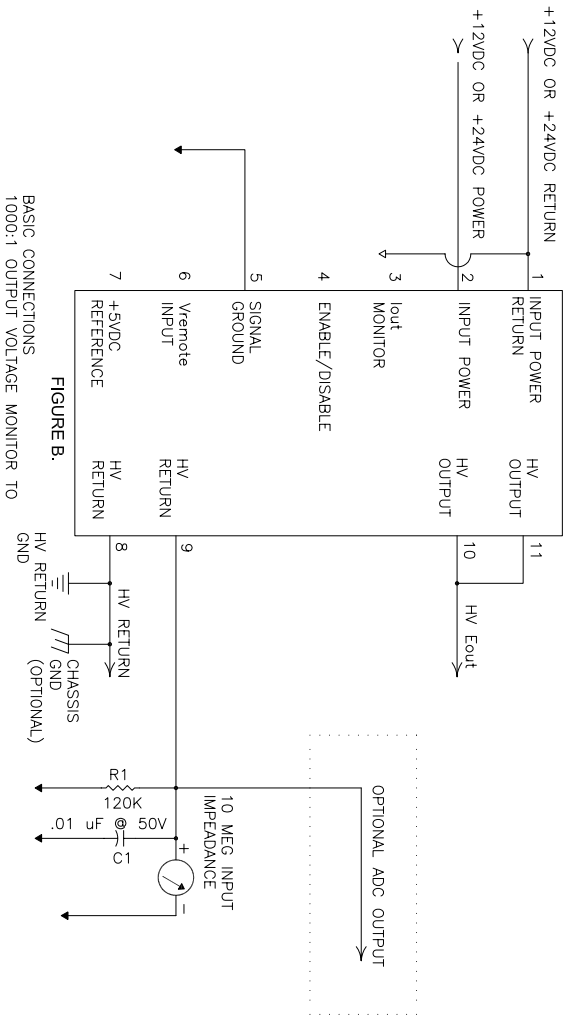 +12VDC OR +24VDC RETURN
+12VDC OR +24VDC POWER
1
INPUT POWER
RETURN
2
INPUT POWER
3
Iout
MONITOR
4
ENABLE/DISABLE
5
SIGNAL
GROUND
6
Vremote
INPUT
7
+5VDC
REFERENCE
HV
OUTPUT
11
HV
OUTPUT
10
HV
RETURN
9
HV
RETURN
8
HV Eout
HV RETURN
HV RETURN
GND
CHASSIS
GND
(OPTIONAL)
OPTIONAL ADC OUTPUT
10 MEG INPUT
IMPEADANCE
+
-
R1
120K
.01 uF @ 50V
C1
FIGURE B.
BASIC CONNECTIONS
1000:1 OUTPUT VOLTAGE MONITOR TO